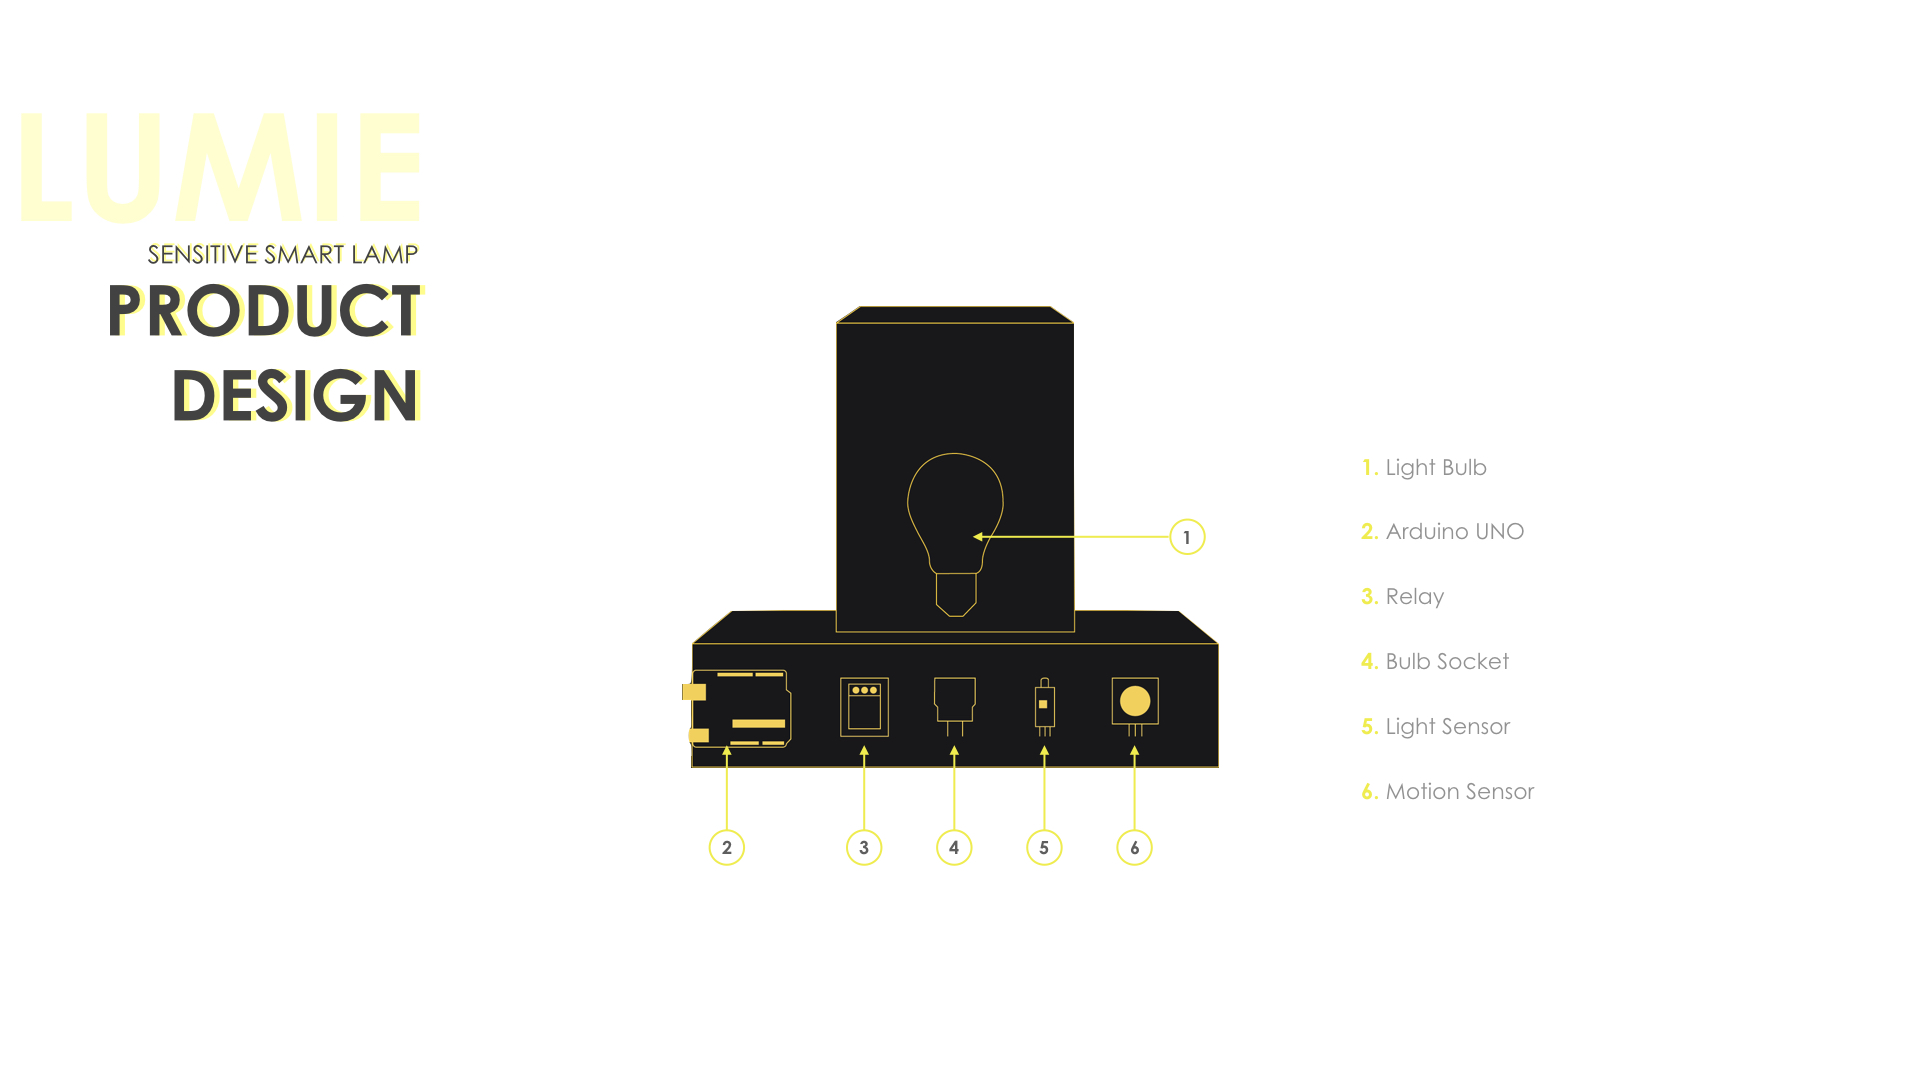 LUMIE
SENSITIVE SMART LAMP
PRODUCT
DESIGN
1
2
3
4
5
6
1. Light Bulb
2. Arduino UNO
3. Relay
4. Bulb Socket
5. Light Sensor
6. Motion Sensor